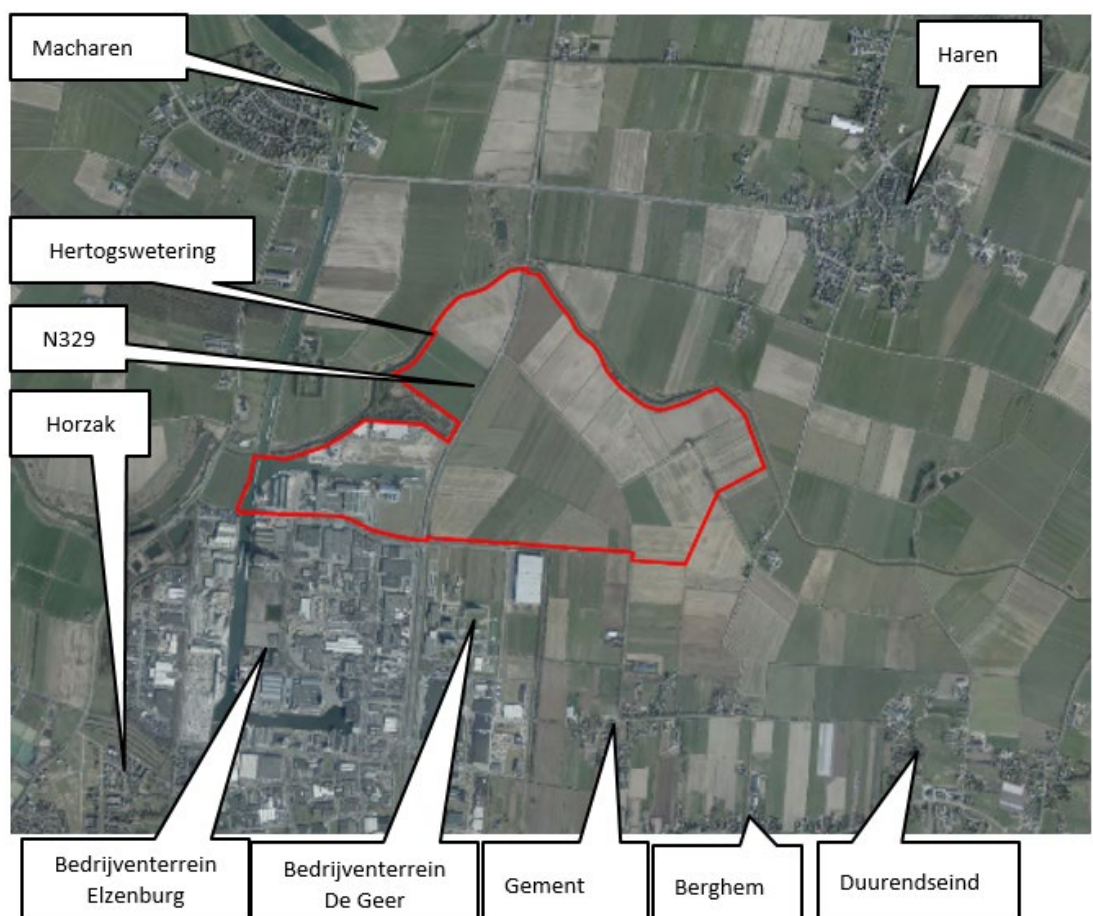 Macharen
Haren
Hertogswetering
N329
Horzak
Bedrijventerrein
Elzenburg
Bedrijventerrein
De Geer
Gement
Berghem
Duurendseind